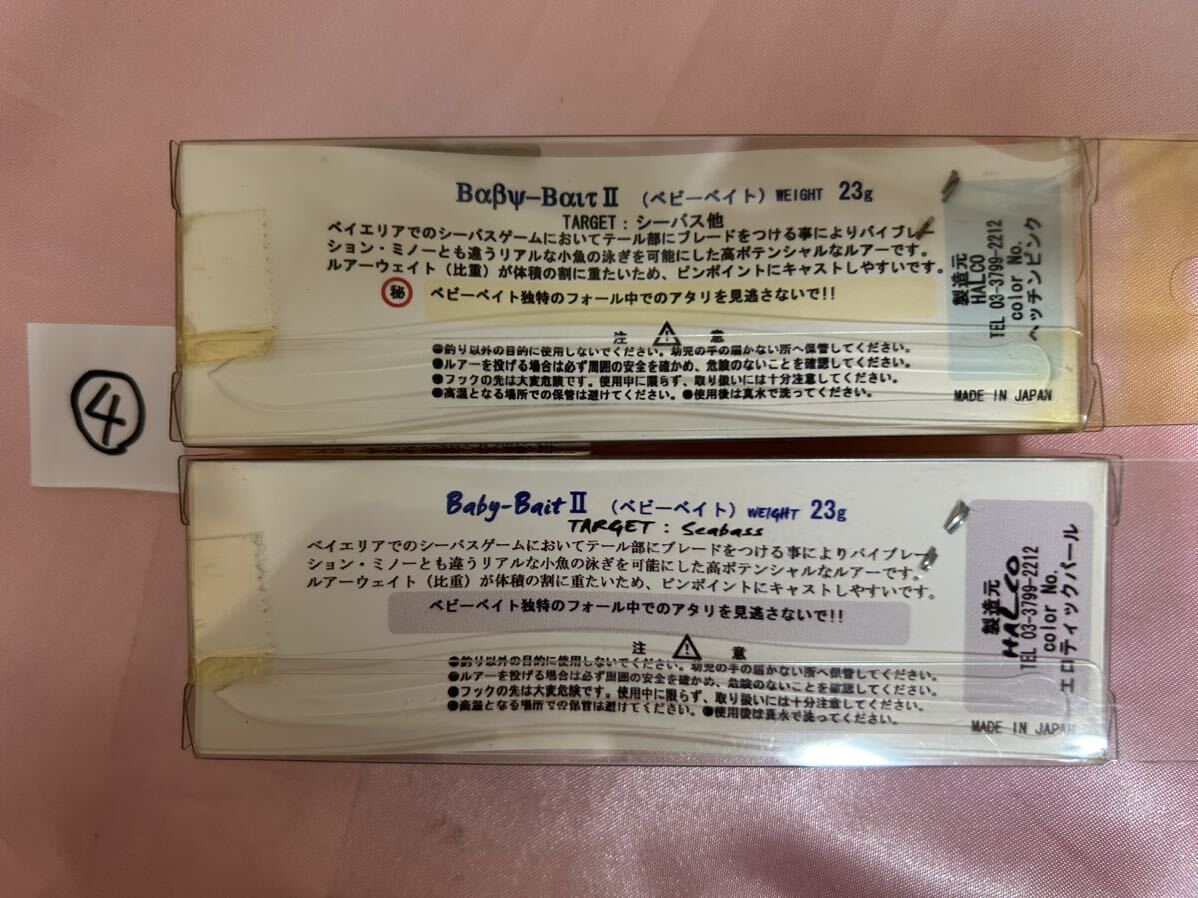 ④
Βαβψ-Βαιτ Ⅱ （ベビーベイト） WEIGHT 23g
TARGET：シーバス他
ベイエリアでのシーバスゲームにおいてテール部にブレードをつける事によりバイブレー
ション・ミノーとも違うリアルな小魚の泳ぎを可能にした高ポテンシャルなルアーです。
ルアーウェイト（比重）が体積の割に重たいため、ピンポイントにキャストしやすいです。
㊙ ベビーベイト独特のフォール中でのアタリを見逃さないで!!
注 ⚠ 意
●釣り以外の目的に使用しないでください。幼児の手の届かない所へ保管してください。
●ルアーを投げる場合は必ず周囲の安全を確かめ、危険のないことを確認してください。
●フックの先は大変危険です。使用中に限らず、取り扱いには十分注意してください。
●高温となる場所での保管は避けてください。●使用後は真水で洗ってください。
製造元
HALCO
TEL 03-3799-2212
color No.
ヘッチンピンク
MADE IN JAPAN
Baby-Bait Ⅱ （ベビーベイト） WEIGHT 23g
TARGET : Seabass
ベイエリアでのシーバスゲームにおいてテール部にブレードをつける事によりバイブレー
ション・ミノーとも違うリアルな小魚の泳ぎを可能にした高ポテンシャルなルアーです。
ルアーウェイト（比重）が体積の割に重たいため、ピンポイントにキャストしやすいです。
ベビーベイト独特のフォール中でのアタリを見逃さないで!!
注 ⚠ 意
●釣り以外の目的に使用しないでください。幼児の手の届かない所へ保管してください。
●ルアーを投げる場合は必ず周囲の安全を確かめ、危険のないことを確認してください。
●フックの先は大変危険です。使用中に限らず、取り扱いには十分注意してください。
●高温となる場所での保管は避けてください。●使用後は真水で洗ってください。
製造元
HALCO
TEL 03-3799-2212
color No.
エロティックパール
MADE IN JAPAN